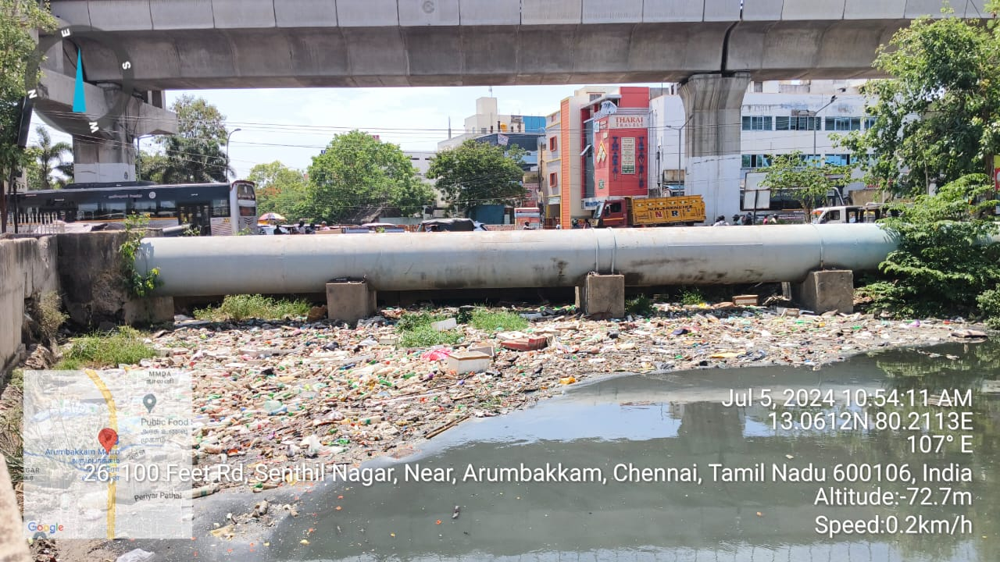 E
S
N
W
THARAI
TRAVELS
Jul 5, 2024 10:54:11 AM
13.0612N 80.2113E
107° E
26, 100 Feet Rd, Senthil Nagar, Near, Arumbakkam, Chennai, Tamil Nadu 600106, India
Altitude:-72.7m
Speed:0.2km/h
MMDA
Public Food
Arumbakkam Metro
Periyar Pathai
Google